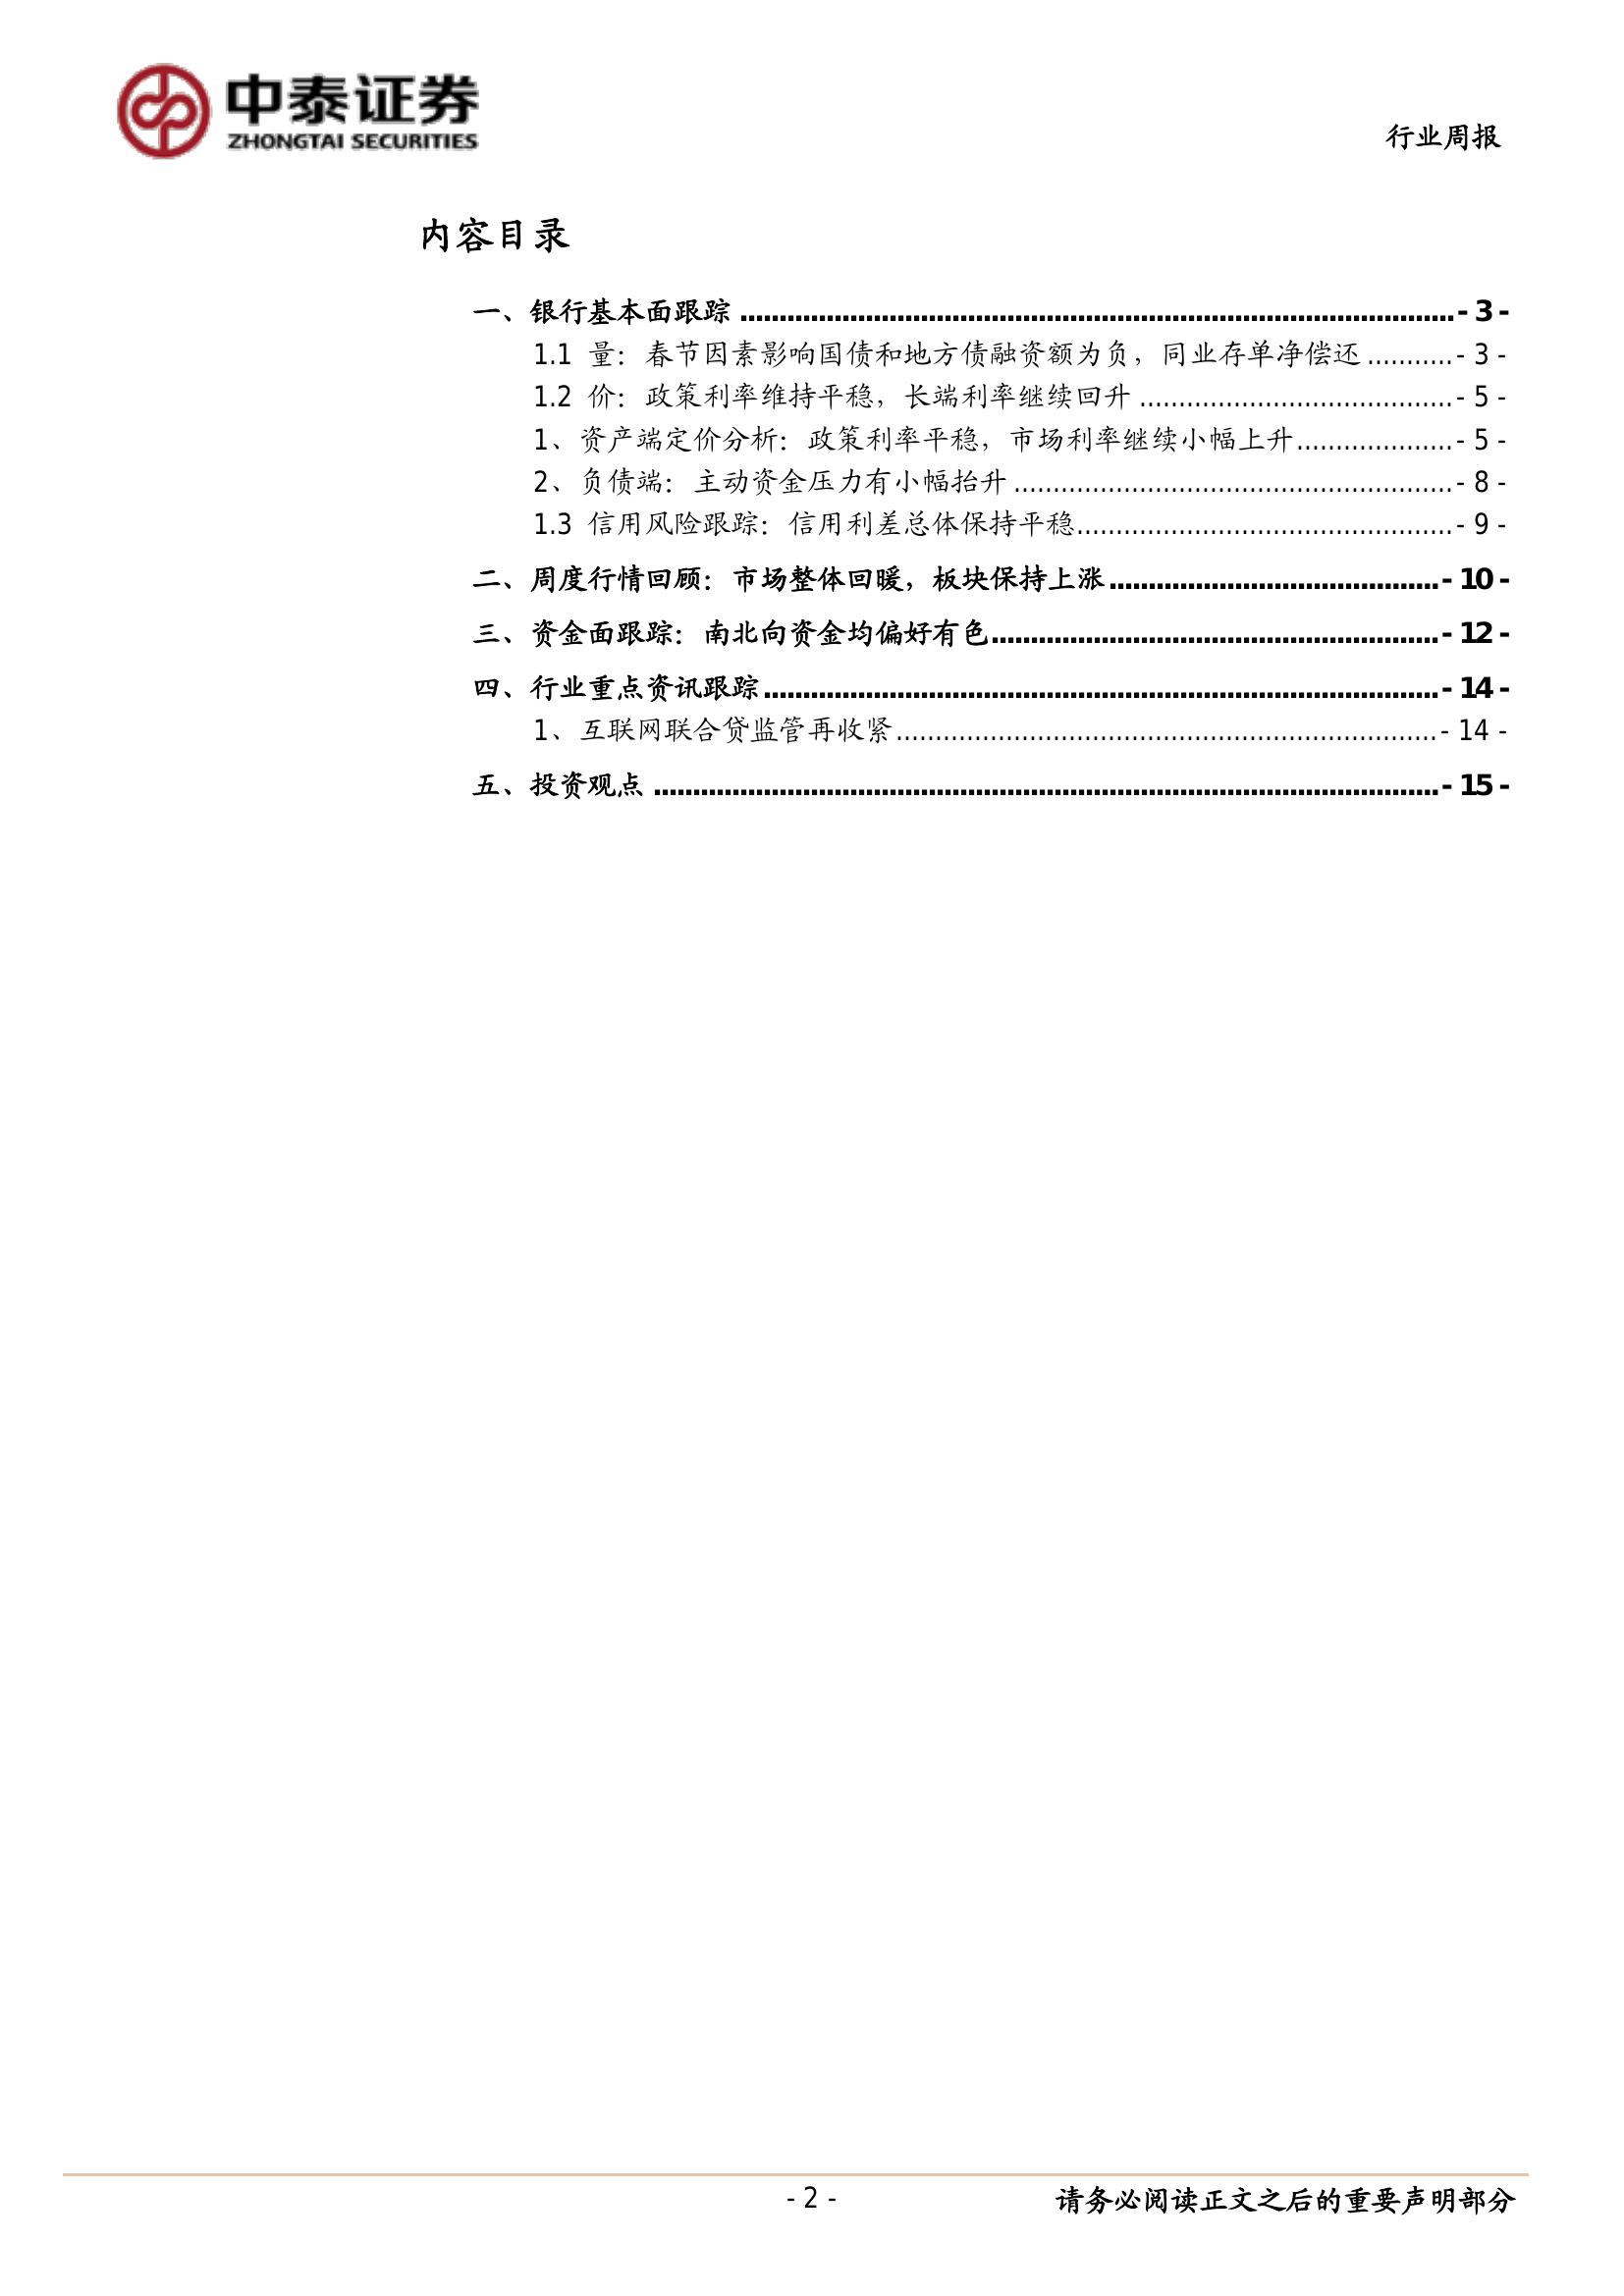 中泰证券
ZHONGTAI SECURITIES
行业周报
内容目录
一、银行基本面跟踪 ........................................................................................... - 3 -
1.1 量：春节因素影响国债和地方债融资额为负，同业存单净偿还 ........... - 3 -
1.2 价：政策利率维持平稳，长端利率继续回升 ........................................ - 5 -
1、资产端定价分析：政策利率平稳，市场利率继续小幅上升.................... - 5 -
2、负债端：主动资金压力有小幅抬升 ........................................................ - 8 -
1.3 信用风险跟踪：信用利差总体保持平稳................................................ - 9 -
二、周度行情回顾：市场整体回暖，板块保持上涨.......................................... - 10 -
三、资金面跟踪：南北向资金均偏好有色......................................................... - 12 -
四、行业重点资讯跟踪...................................................................................... - 14 -
1、互联网联合贷监管再收紧..................................................................... - 14 -
五、投资观点 .................................................................................................... - 15 -
- 2 -
请务必阅读正文之后的重要声明部分